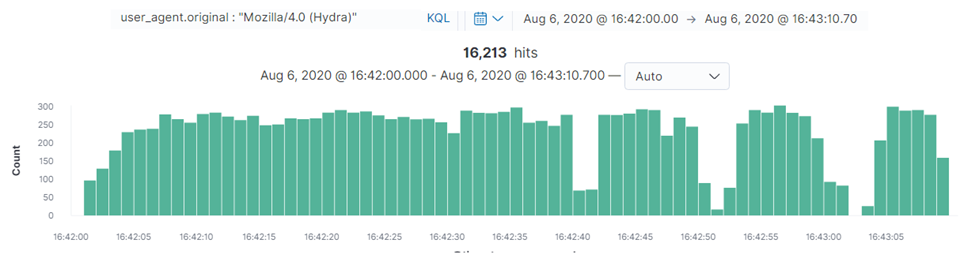 user_agent.original : "Mozilla/4.0 (Hydra)" KQL Aug 6, 2020 @ 16:42:00.00 → Aug 6, 2020 @ 16:43:10.70
16,213 hits
Aug 6, 2020 @ 16:42:00.000 - Aug 6, 2020 @ 16:43:10.700 — Auto
Count
300
250
200
150
100
50
0
16:42:00 16:42:05 16:42:10 16:42:15 16:42:20 16:42:25 16:42:30 16:42:35 16:42:40 16:42:45 16:42:50 16:42:55 16:43:00 16:43:05